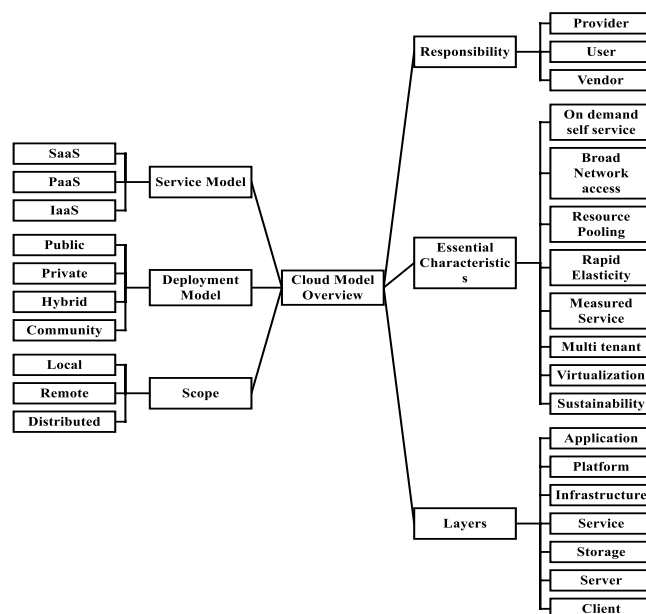 SaaS
PaaS
IaaS
Service Model
Public
Private
Hybrid
Community
Deployment
Model
Local
Remote
Distributed
Scope
Cloud Model
Overview
Responsibility
Provider
User
Vendor
Essential
Characteristic
s
On demand
self service
Broad
Network
access
Resource
Pooling
Rapid
Elasticity
Measured
Service
Multi tenant
Virtualization
Sustainability
Layers
Application
Platform
Infrastructure
Service
Storage
Server
Client